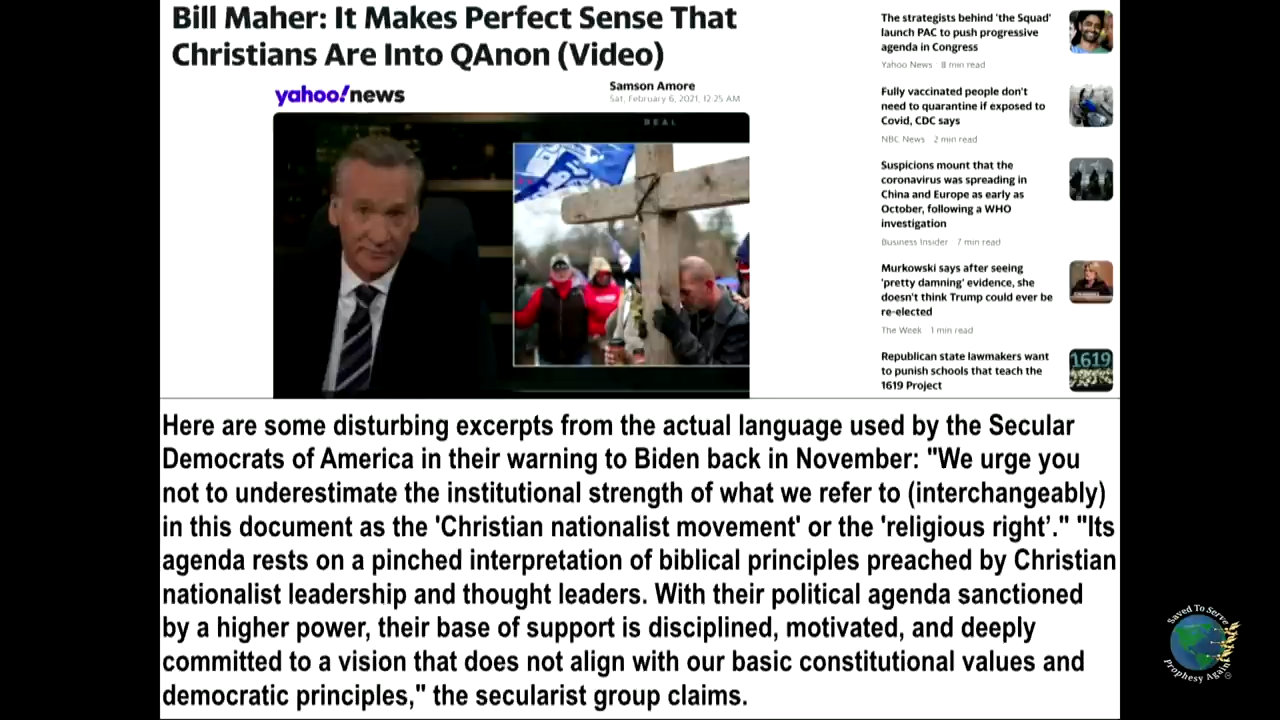 Bill Maher: It Makes Perfect Sense That
Christians Are Into QAnon (Video)
yahoo!news
Samson Amore
Sat, February 6, 2021, 12:25 AM
REAL
The strategists behind 'the Squad'
launch PAC to push progressive
agenda in Congress
Yahoo News 8 min read
Fully vaccinated people don't
need to quarantine if exposed to
Covid, CDC says
NBC News 2 min read
Suspicions mount that the
coronavirus was spreading in
China and Europe as early as
October, following a WHO
investigation
Business Insider 7 min read
Murkowski says after seeing
'pretty damning' evidence, she
doesn't think Trump could ever be
re-elected
The Week 1 min read
Republican state lawmakers want
to punish schools that teach the
1619 Project
1619
Here are some disturbing excerpts from the actual language used by the Secular
Democrats of America in their warning to Biden back in November: "We urge you
not to underestimate the institutional strength of what we refer to (interchangeably)
in this document as the 'Christian nationalist movement' or the 'religious right'." "Its
agenda rests on a pinched interpretation of biblical principles preached by Christian
nationalist leadership and thought leaders. With their political agenda sanctioned
by a higher power, their base of support is disciplined, motivated, and deeply
committed to a vision that does not align with our basic constitutional values and
democratic principles," the secularist group claims.
Saved To Serve
Prophesy Again